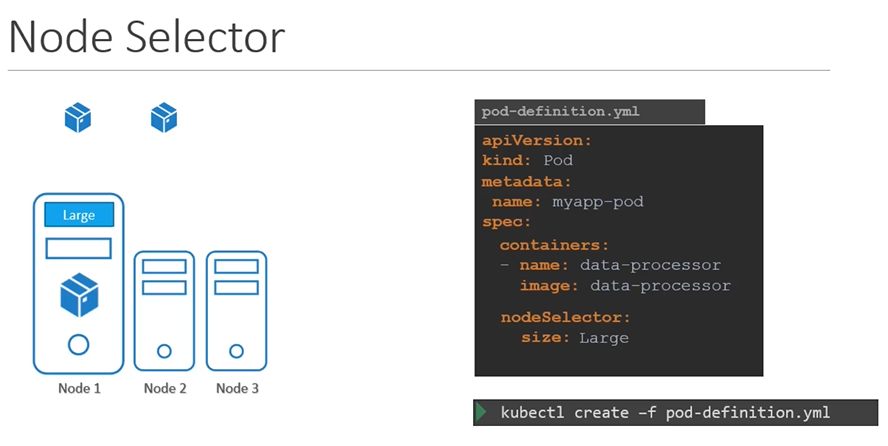 Node Selector
Large
Node 1
Node 2
Node 3
pod-definition.yml
apiVersion:
kind: Pod
metadata:
name: myapp-pod
spec:
containers:
- name: data-processor
image: data-processor
nodeSelector:
size: Large
kubectl create –f pod-definition.yml